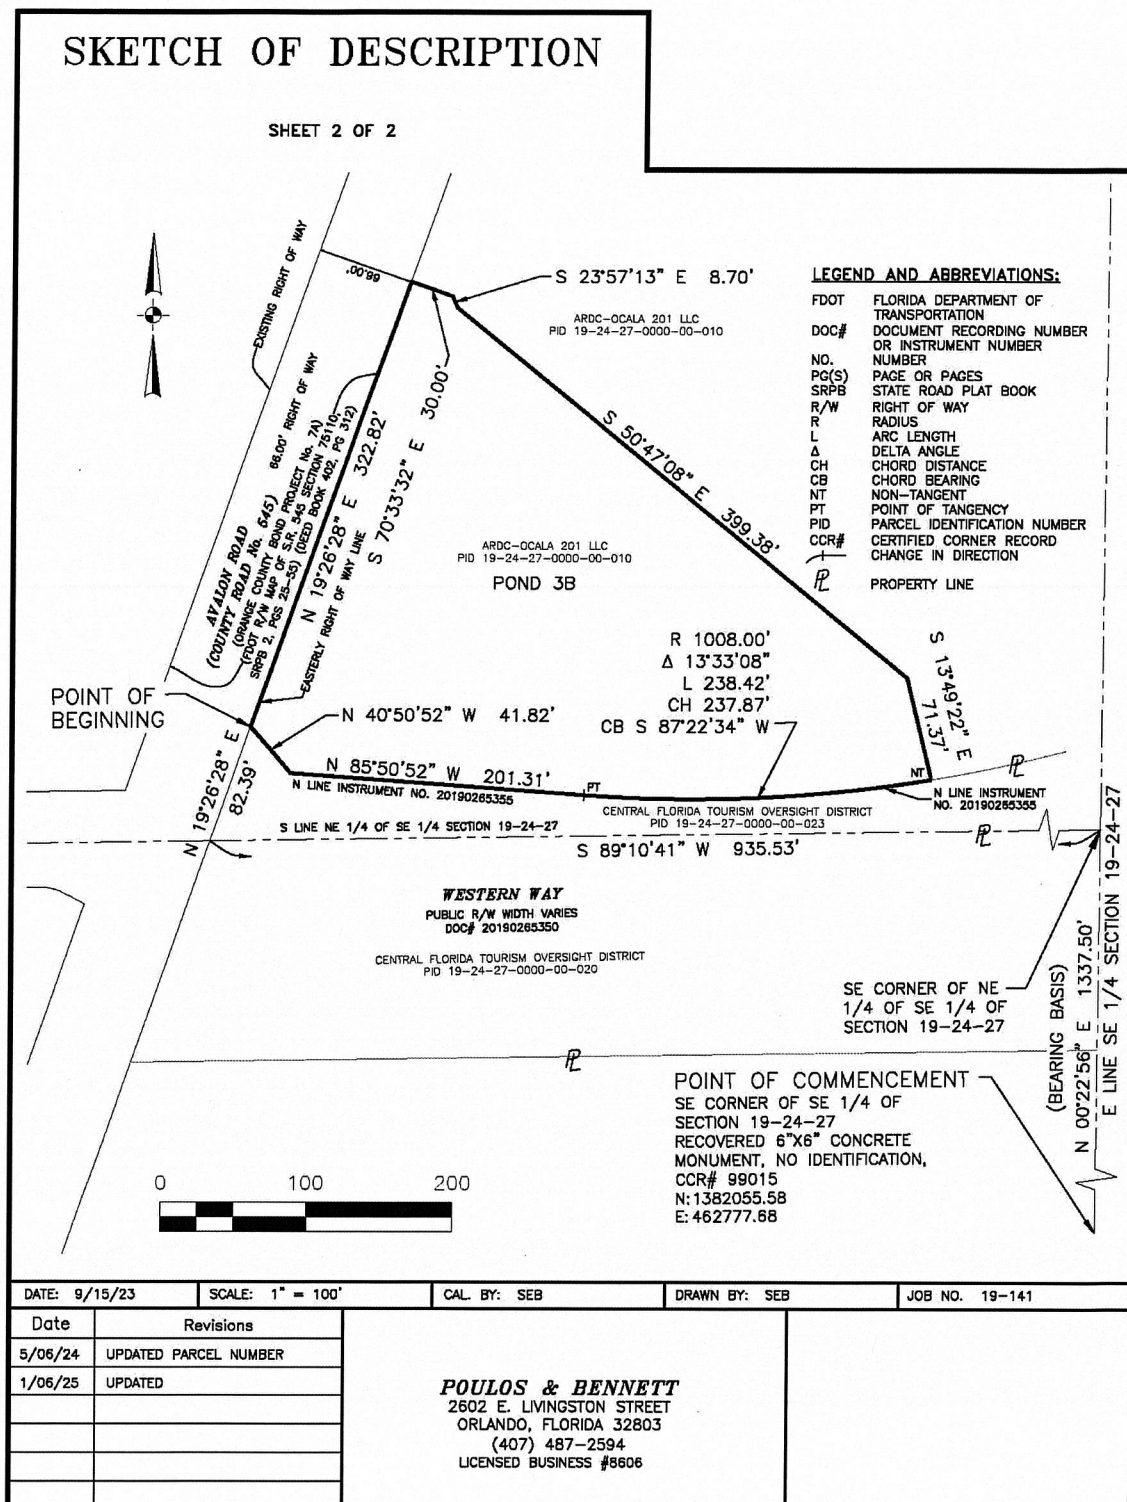 SKETCH OF DESCRIPTION
SHEET 2 OF 2
EXISTING RIGHT OF WAY
66.00'
S 23°57'13" E 8.70'
ARDC-OCALA 201 LLC
PID 19-24-27-0000-00-010
LEGEND AND ABBREVIATIONS:
FDOT FLORIDA DEPARTMENT OF
TRANSPORTATION
DOC# DOCUMENT RECORDING NUMBER
OR INSTRUMENT NUMBER
NO. NUMBER
PG(S) PAGE OR PAGES
SRPB STATE ROAD PLAT BOOK
R/W RIGHT OF WAY
R RADIUS
L ARC LENGTH
Δ DELTA ANGLE
CH CHORD DISTANCE
CB CHORD BEARING
NT NON-TANGENT
PT POINT OF TANGENCY
PID PARCEL IDENTIFICATION NUMBER
CCR# CERTIFIED CORNER RECORD
CHANGE IN DIRECTION
PL PROPERTY LINE
66.00' RIGHT OF WAY
AVALON ROAD
(COUNTY ROAD No. 545)
(ORANGE COUNTY BOND PROJECT No. 7A)
(FDOT R/W MAP OF S.R. 545 SECTION 75110,
SRPB 2, PGS 25-55) (DEED BOOK 402, PG 312)
N 19°26'28" E 322.82'
EASTERLY RIGHT OF WAY LINE
S 70°33'32" E 30.00'
S 50°47'08" E 399.38'
ARDC-OCALA 201 LLC
PID 19-24-27-0000-00-010
POND 3B
R 1008.00'
Δ 13°33'08"
L 238.42'
CH 237.87'
CB S 87°22'34" W
S 13°49'22" E
71.37'
POINT OF
BEGINNING
N 40°50'52" W 41.82'
N 85°50'52" W 201.31'
N LINE INSTRUMENT NO. 20190265355
PT
NT
PL
N LINE INSTRUMENT
NO. 20190265355
CENTRAL FLORIDA TOURISM OVERSIGHT DISTRICT
PID 19-24-27-0000-00-023
N 19°26'28" E
82.39'
S LINE NE 1/4 OF SE 1/4 SECTION 19-24-27
PL
S 89°10'41" W 935.53'
WESTERN WAY
PUBLIC R/W WIDTH VARIES
DOC# 20190265350
CENTRAL FLORIDA TOURISM OVERSIGHT DISTRICT
PID 19-24-27-0000-00-020
SE CORNER OF NE
1/4 OF SE 1/4 OF
SECTION 19-24-27
(BEARING BASIS)
N 00°22'56" E 1337.50'
E LINE SE 1/4 SECTION 19-24-27
PL
POINT OF COMMENCEMENT
SE CORNER OF SE 1/4 OF
SECTION 19-24-27
RECOVERED 6"X6" CONCRETE
MONUMENT, NO IDENTIFICATION,
CCR# 99015
N:1382055.58
E:462777.68
0 100 200
DATE: 9/15/23 SCALE: 1" = 100' CAL. BY: SEB DRAWN BY: SEB JOB NO. 19-141
Date Revisions
5/06/24 UPDATED PARCEL NUMBER
1/06/25 UPDATED
POULOS & BENNETT
2602 E. LIVINGSTON STREET
ORLANDO, FLORIDA 32803
(407) 487-2594
LICENSED BUSINESS #8606